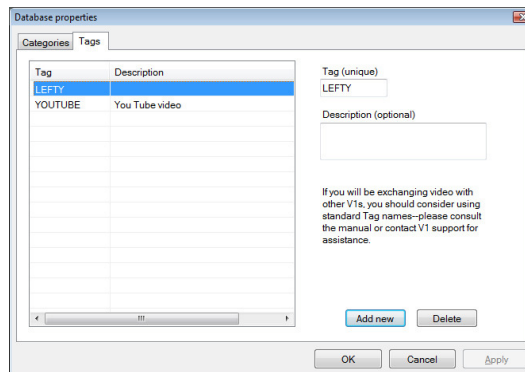 Database properties
Categories Tags
Tag Description
LEFTY
YOUTUBE You Tube video
Tag (unique)
LEFTY
Description (optional)
If you will be exchanging video with
other V1s, you should consider using
standard Tag names--please consult
the manual or contact V1 support for
assistance.
Add new Delete
OK Cancel Apply